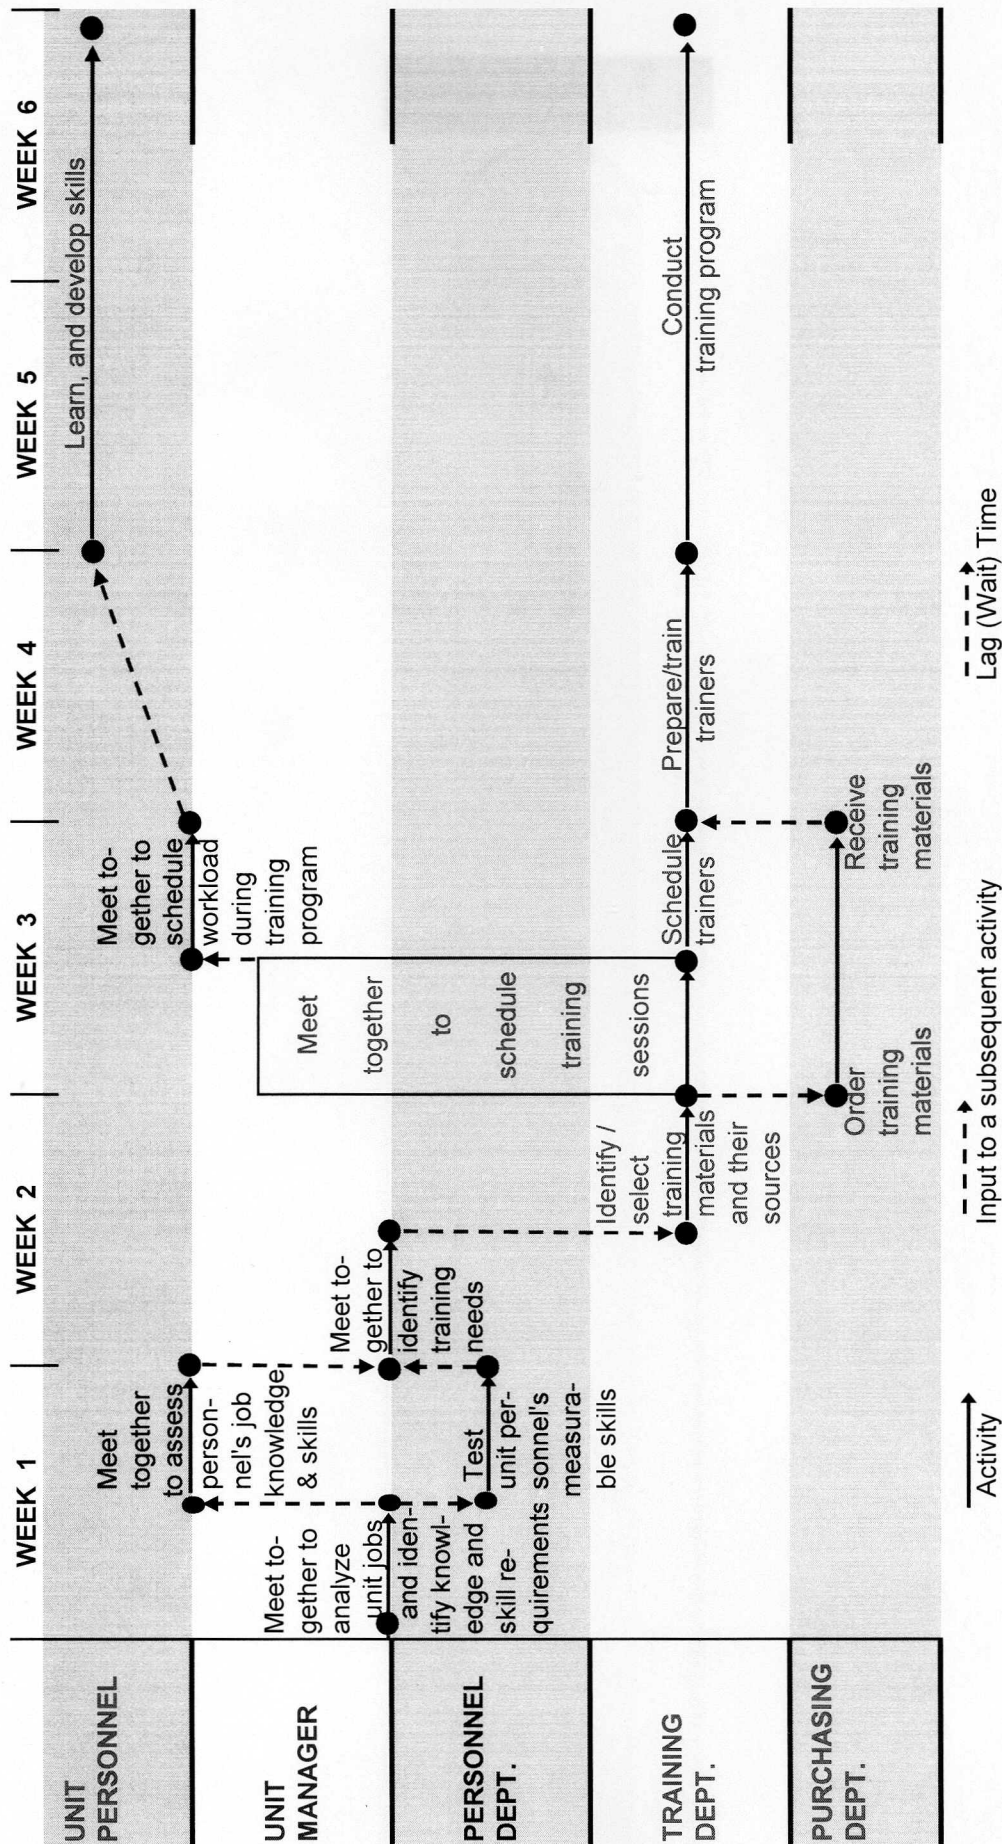 WEEK 1
WEEK 2
WEEK 3
WEEK 4
WEEK 5
WEEK 6
UNIT
PERSONNEL
Meet
together
to assess
person-
nel's job
knowledge
& skills
Meet to-
gether to
schedule
workload
during
training
program
Learn, and develop skills
UNIT
MANAGER
Meet to-
gether to
analyze
unit jobs
and iden-
tify knowl-
edge and
skill re-
quirements
Meet to-
gether to
identify
training
needs
Meet
together
to
schedule
training
sessions
PERSONNEL
DEPT.
Test
unit per-
sonnel's
measura-
ble skills
TRAINING
DEPT.
Identify /
select
training
materials
and their
sources
Schedule
trainers
Prepare/train
trainers
Conduct
training program
PURCHASING
DEPT.
Order
training
materials
Receive
training
materials
Activity
Input to a subsequent activity
Lag (Wait) Time